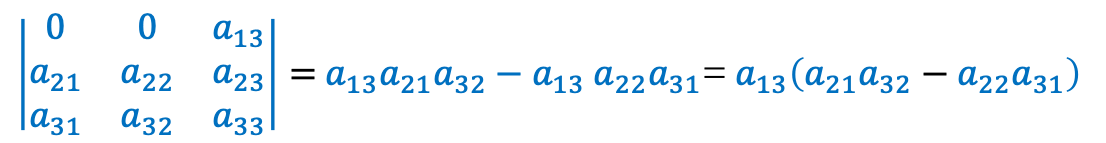 0 0 a₁₃
a₂₁ a₂₂ a₂₃ = a₁₃a₂₁a₃₂ − a₁₃ a₂₂a₃₁= a₁₃(a₂₁a₃₂ − a₂₂a₃₁)
a₃₁ a₃₂ a₃₃